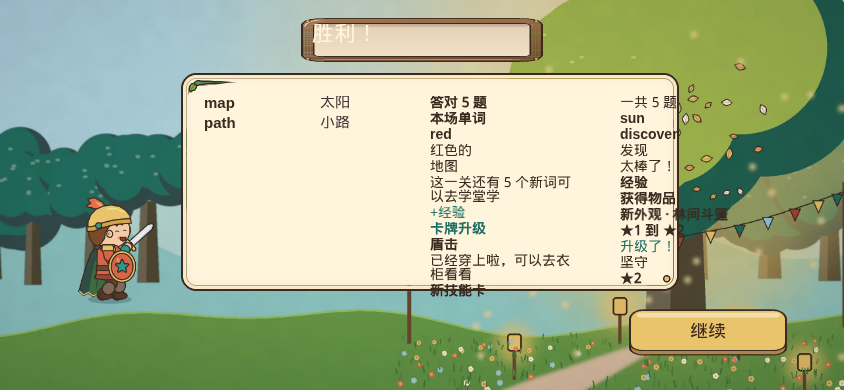 胜利！
map
太阳
path
小路
答对 5 题
本场单词
red
红色的
地图
这一关还有 5 个新词可
以去学堂学
+经验
卡牌升级
盾击
已经穿上啦，可以去衣
柜看看
新技能卡
一共 5 题
sun
discover
发现
太棒了！
经验
获得物品
新外观 · 林间斗篷
★1 到 ★2
升级了！
坚守
★2
继续